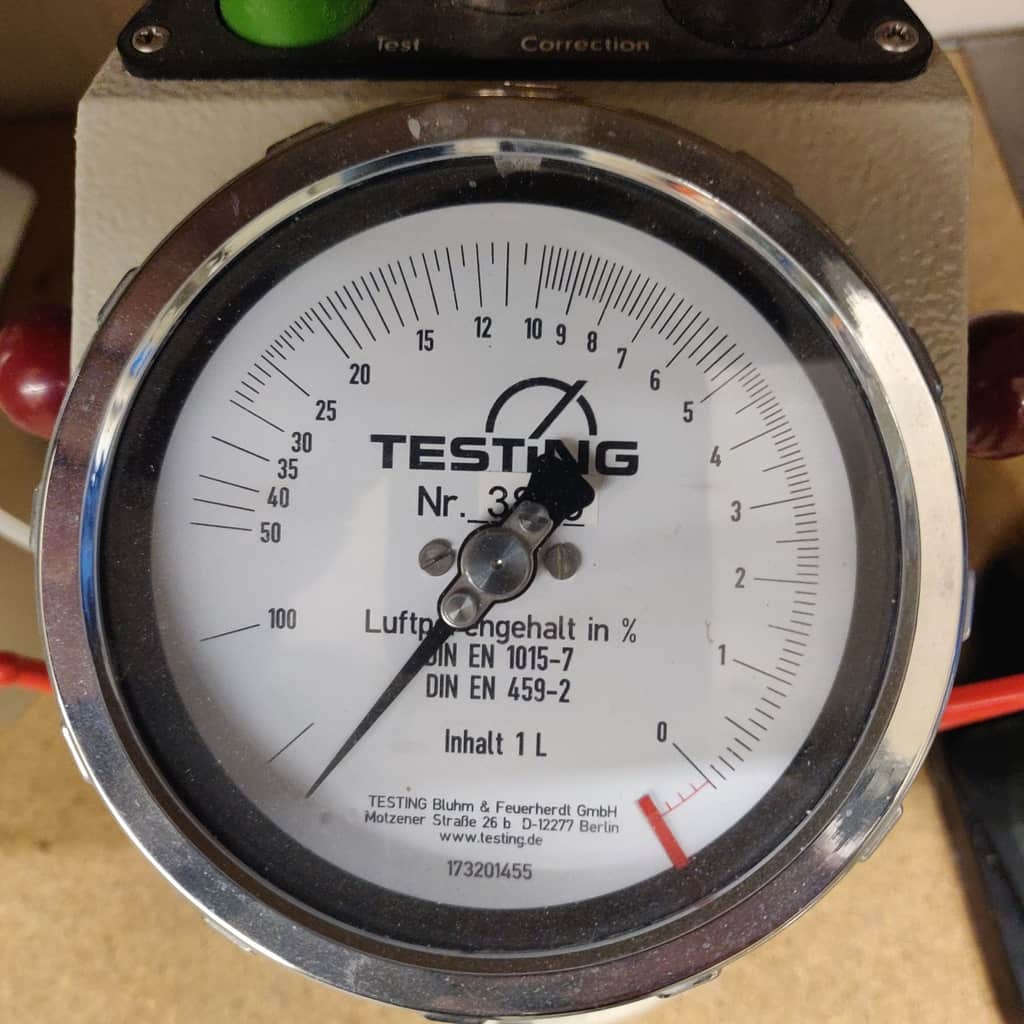 Test Correction
15 12 10 9 8 7 6 5 4 3 2 1 0
20
25
30
35
40
50
100
TESTING
Nr.
Luftporengehalt in %
DIN EN 1015-7
DIN EN 459-2
Inhalt 1 L
TESTING Bluhm & Feuerherdt GmbH
Motzener Straße 26 b D-12277 Berlin
www.testing.de
173201455